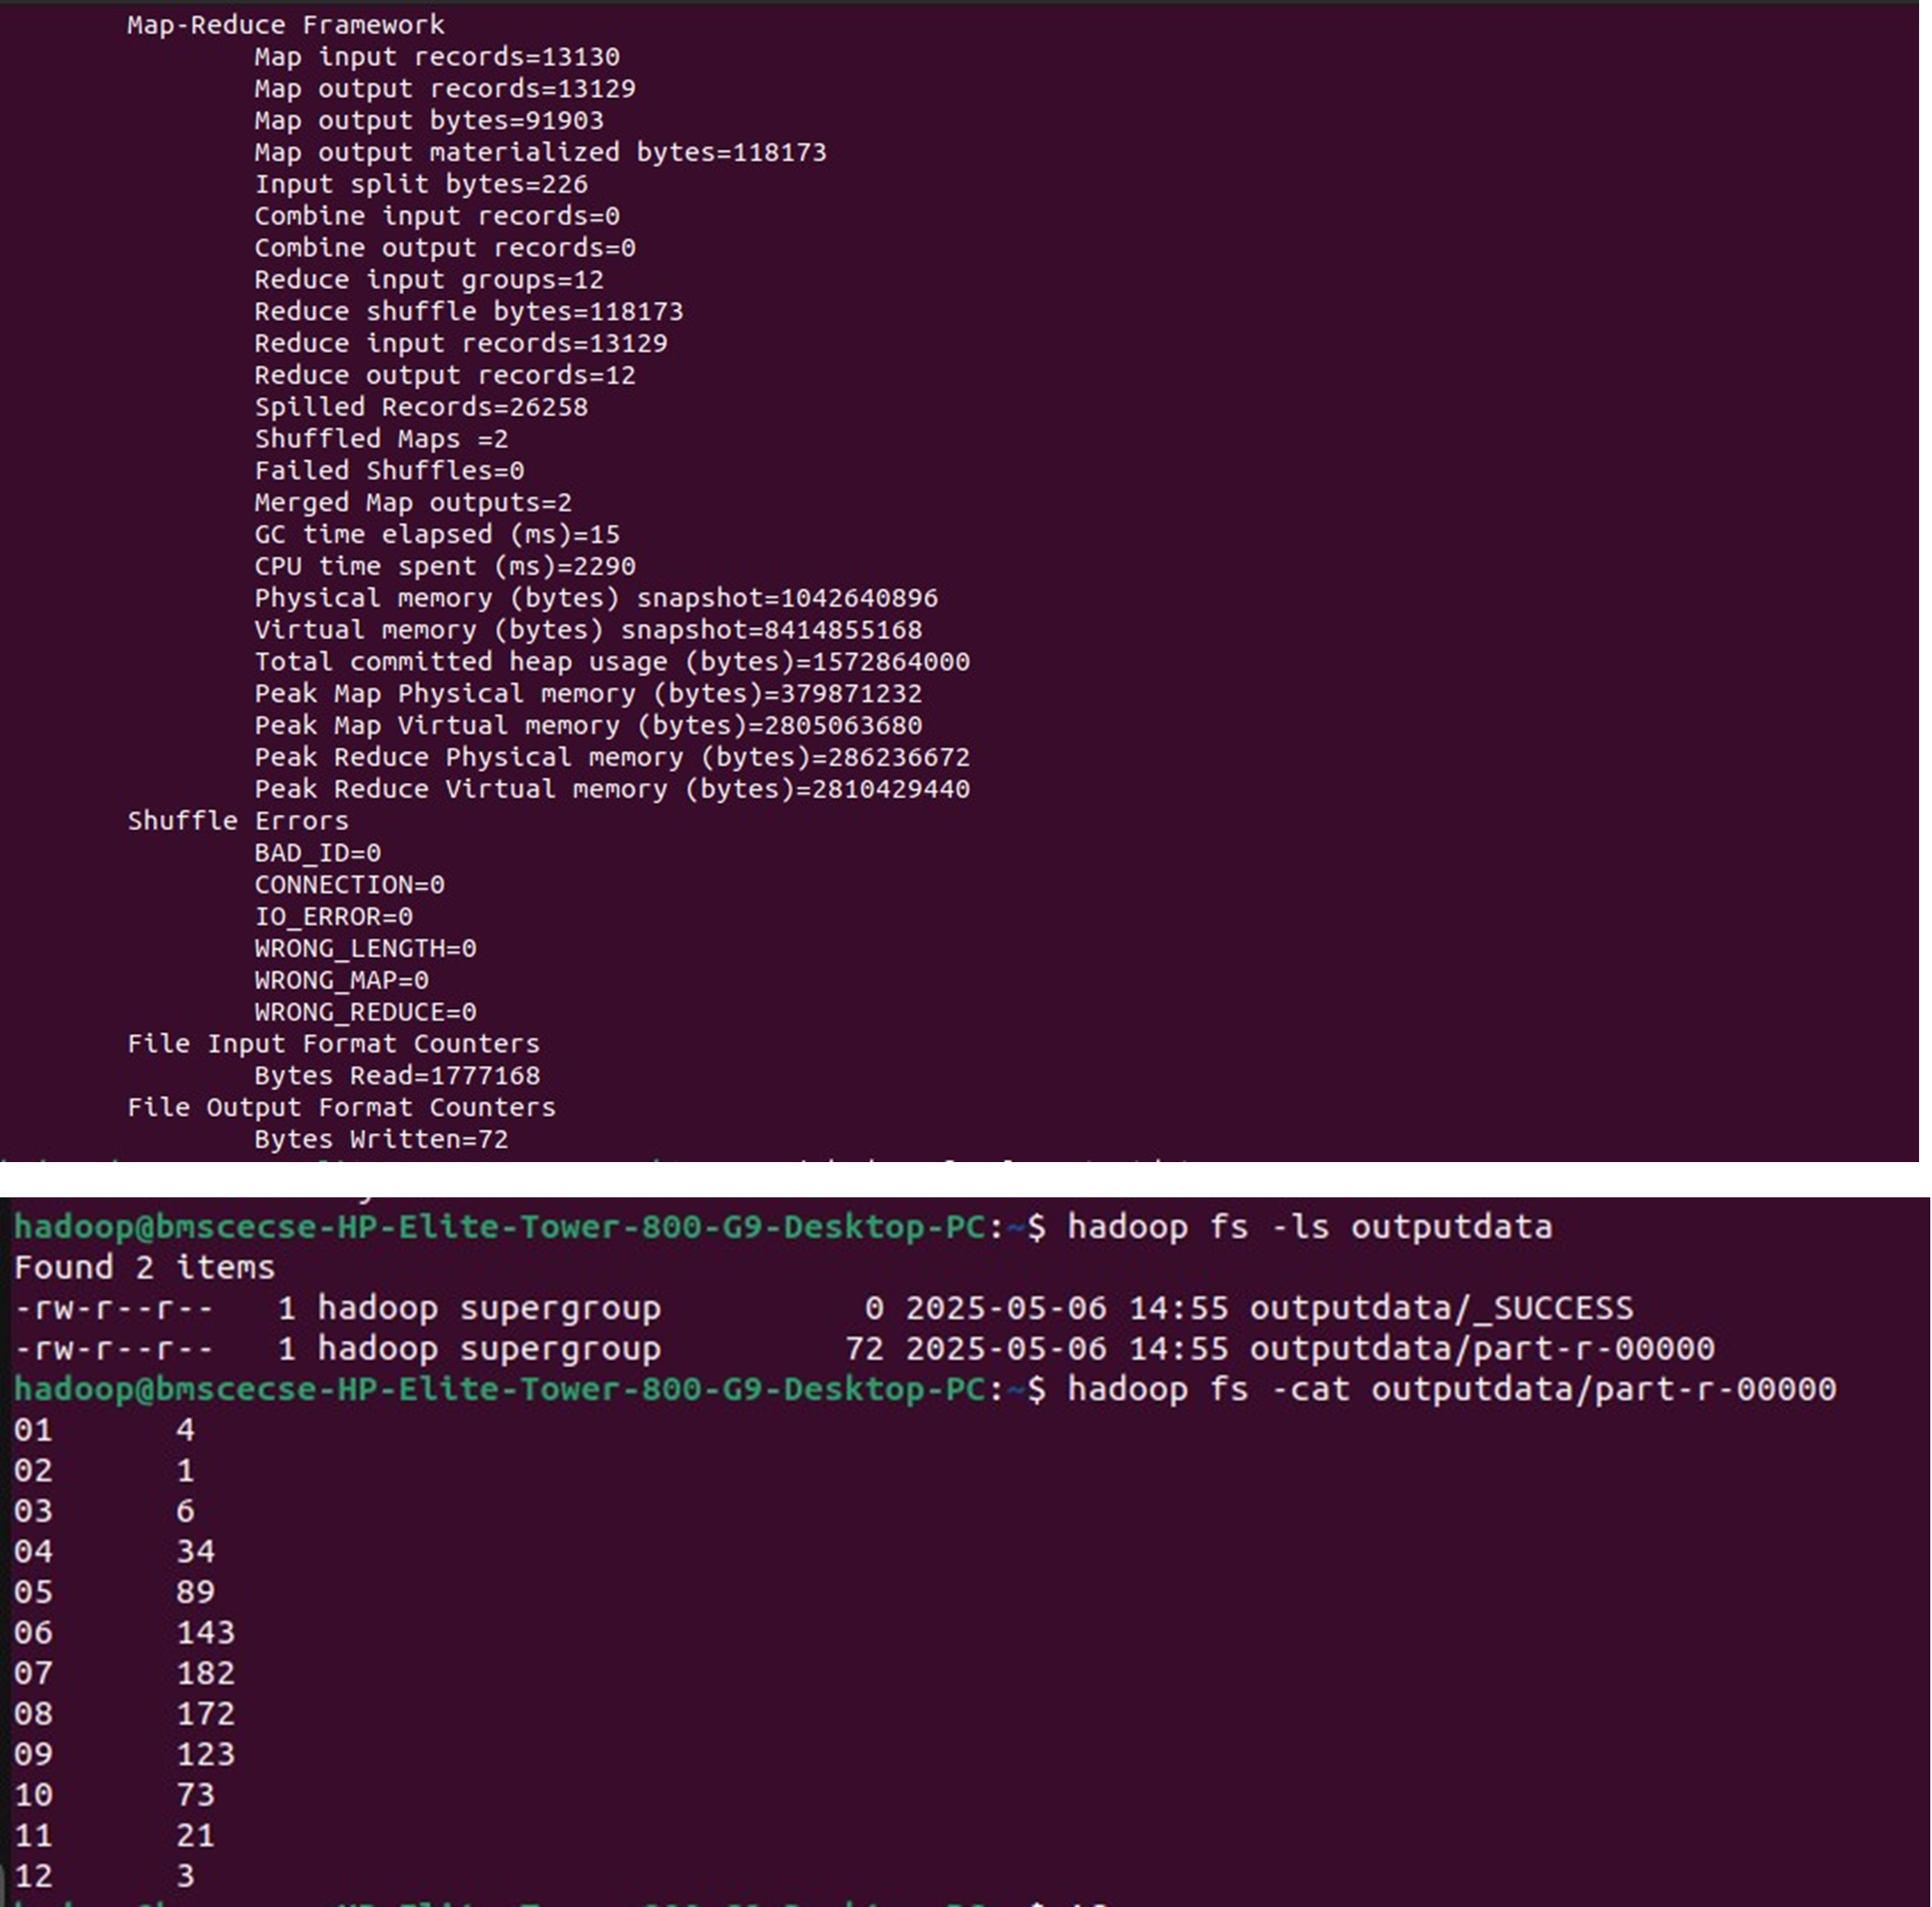 Map-Reduce Framework
Map input records=13130
Map output records=13129
Map output bytes=91903
Map output materialized bytes=118173
Input split bytes=226
Combine input records=0
Combine output records=0
Reduce input groups=12
Reduce shuffle bytes=118173
Reduce input records=13129
Reduce output records=12
Spilled Records=26258
Shuffled Maps =2
Failed Shuffles=0
Merged Map outputs=2
GC time elapsed (ms)=15
CPU time spent (ms)=2290
Physical memory (bytes) snapshot=1042640896
Virtual memory (bytes) snapshot=8414855168
Total committed heap usage (bytes)=1572864000
Peak Map Physical memory (bytes)=379871232
Peak Map Virtual memory (bytes)=2805063680
Peak Reduce Physical memory (bytes)=286236672
Peak Reduce Virtual memory (bytes)=2810429440
Shuffle Errors
BAD_ID=0
CONNECTION=0
IO_ERROR=0
WRONG_LENGTH=0
WRONG_MAP=0
WRONG_REDUCE=0
File Input Format Counters
Bytes Read=1777168
File Output Format Counters
Bytes Written=72
hadoop@bmscecse-HP-Elite-Tower-800-G9-Desktop-PC:~$ hadoop fs -ls outputdata
Found 2 items
-rw-r--r--   1 hadoop supergroup          0 2025-05-06 14:55 outputdata/_SUCCESS
-rw-r--r--   1 hadoop supergroup         72 2025-05-06 14:55 outputdata/part-r-00000
hadoop@bmscecse-HP-Elite-Tower-800-G9-Desktop-PC:~$ hadoop fs -cat outputdata/part-r-00000
01	4
02	1
03	6
04	34
05	89
06	143
07	182
08	172
09	123
10	73
11	21
12	3